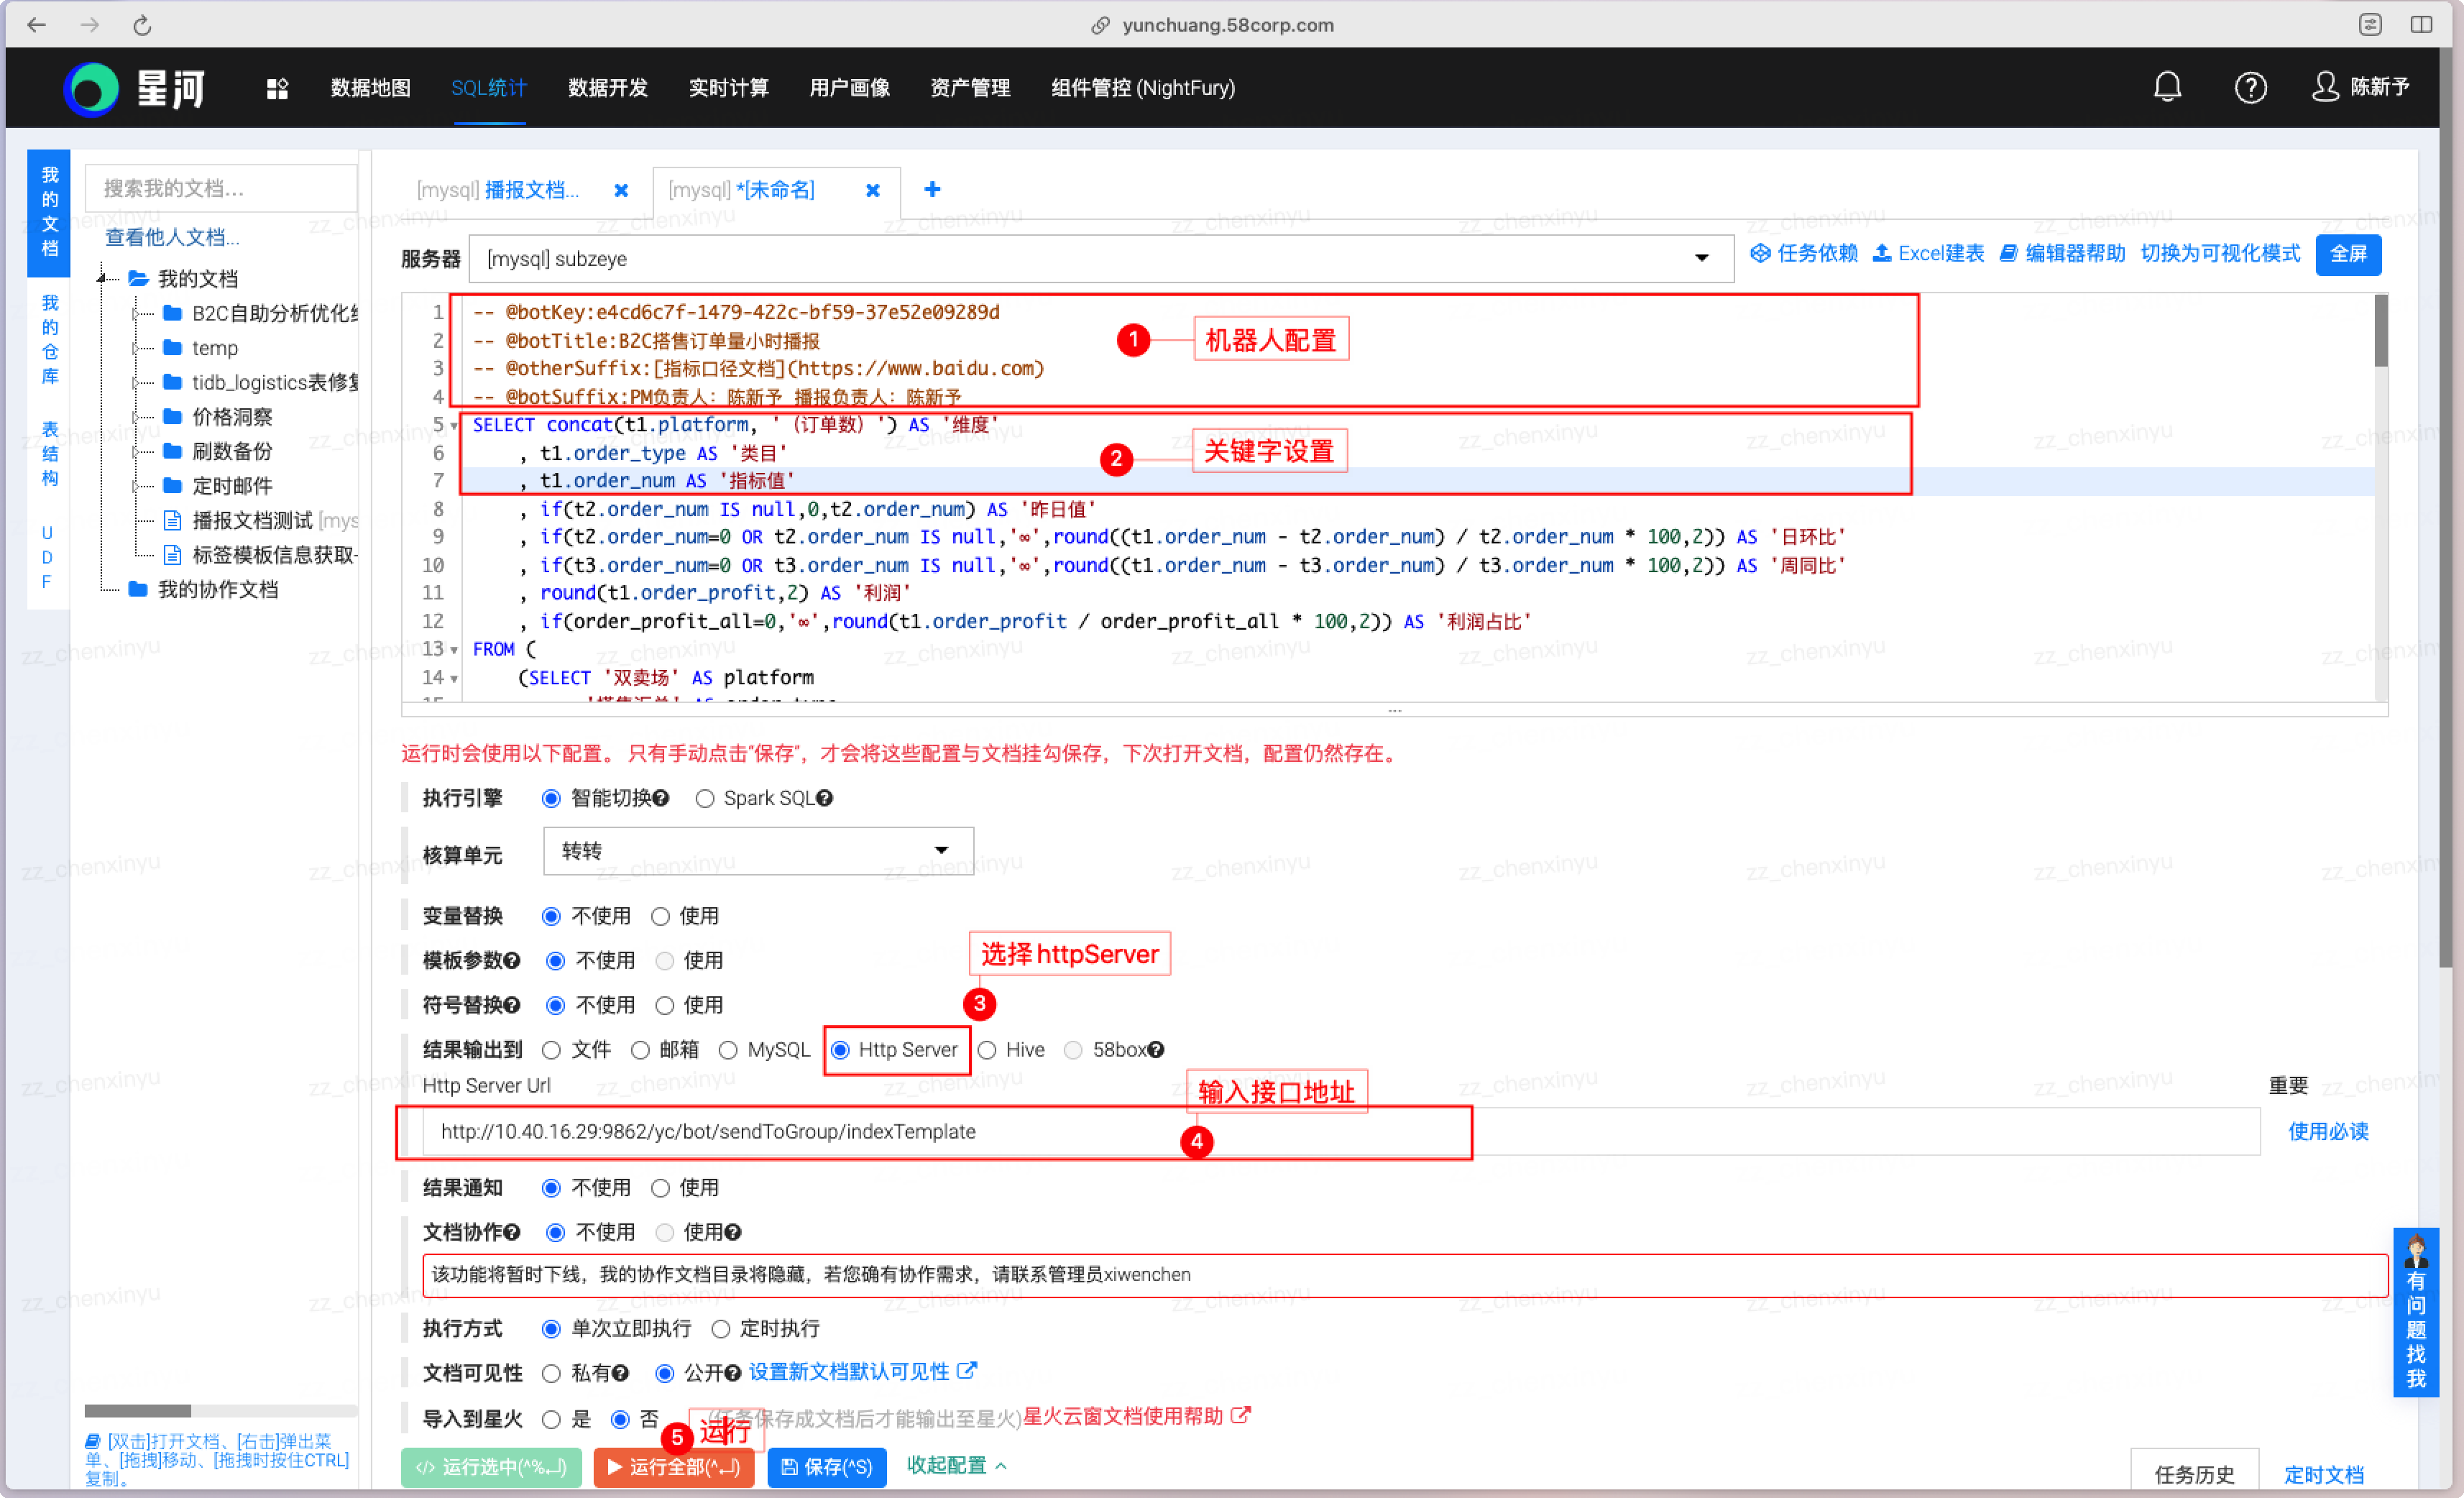 yunchuang.58corp.com
星河
数据地图
SQL统计
数据开发
实时计算
用户画像
资产管理
组件管控 (NightFury)
陈新予
我的文档
我的仓库
表结构
UDF
搜索我的文档...
查看他人文档...
我的文档
B2C自助分析优化
temp
tidb_logistics表修复
价格洞察
刷数备份
定时邮件
播报文档测试 [mys
标签模板信息获取-
我的协作文档
[mysql] 播报文档...
[mysql] *[未命名]
服务器
[mysql] subzeye
任务依赖
Excel建表
编辑器帮助
切换为可视化模式
全屏
1 -- @botKey:e4cd6c7f-1479-422c-bf59-37e52e09289d
2 -- @botTitle:B2C搭售订单量小时播报
3 -- @otherSuffix:[指标口径文档](https://www.baidu.com)
4 -- @botSuffix:PM负责人：陈新予 播报负责人：陈新予
1 机器人配置
5 SELECT concat(t1.platform, '（订单数）') AS '维度'
6 , t1.order_type AS '类目'
7 , t1.order_num AS '指标值'
2 关键字设置
8 , if(t2.order_num IS null,0,t2.order_num) AS '昨日值'
9 , if(t2.order_num=0 OR t2.order_num IS null,'∞',round((t1.order_num - t2.order_num) / t2.order_num * 100,2)) AS '日环比'
10 , if(t3.order_num=0 OR t3.order_num IS null,'∞',round((t1.order_num - t3.order_num) / t3.order_num * 100,2)) AS '周同比'
11 , round(t1.order_profit,2) AS '利润'
12 , if(order_profit_all=0,'∞',round(t1.order_profit / order_profit_all * 100,2)) AS '利润占比'
13 FROM (
14 (SELECT '双卖场' AS platform
...
运行时会使用以下配置。 只有手动点击“保存”，才会将这些配置与文档挂勾保存，下次打开文档，配置仍然存在。
执行引擎 智能切换 Spark SQL
核算单元 转转
变量替换 不使用 使用
模板参数 不使用 使用
选择 httpServer
3
符号替换 不使用 使用
结果输出到 文件 邮箱 MySQL Http Server Hive 58box
Http Server Url
输入接口地址
4
重要
http://10.40.16.29:9862/yc/bot/sendToGroup/indexTemplate
使用必读
结果通知 不使用 使用
文档协作 不使用 使用
该功能将暂时下线，我的协作文档目录将隐藏，若您确有协作需求，请联系管理员xiwenchen
执行方式 单次立即执行 定时执行
文档可见性 私有 公开 设置新文档默认可见性
导入到星火 是 否 (任务保存成文档后才能输出至星火)星火云窗文档使用帮助
5 运行
运行选中(^%↵)
运行全部(^↵)
保存(^S)
收起配置
任务历史
定时文档
[双击]打开文档、[右击]弹出菜
单、[拖拽]移动、[拖拽时按住CTRL]
复制。
有问题找我
zz_chenxinyu